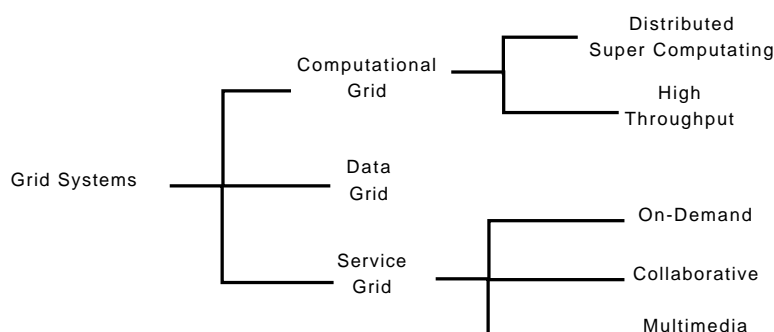 Distributed
Super Computating
Computational
Grid
High
Throughput
Grid Systems
Data
Grid
On-Demand
Service
Grid
Collaborative
Multimedia